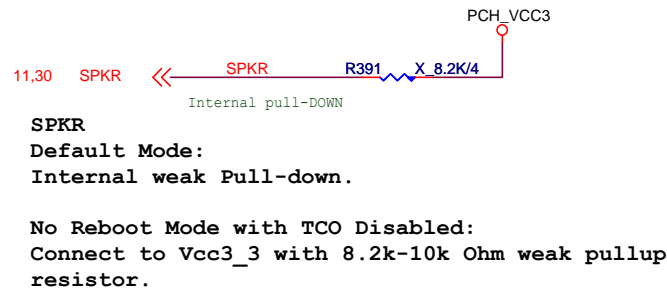 PCH_VCC3
11,30 SPKR SPKR R391 X_8.2K/4
Internal pull-DOWN
SPKR
Default Mode:
Internal weak Pull-down.
No Reboot Mode with TCO Disabled:
Connect to Vcc3_3 with 8.2k-10k Ohm weak pullup
resistor.